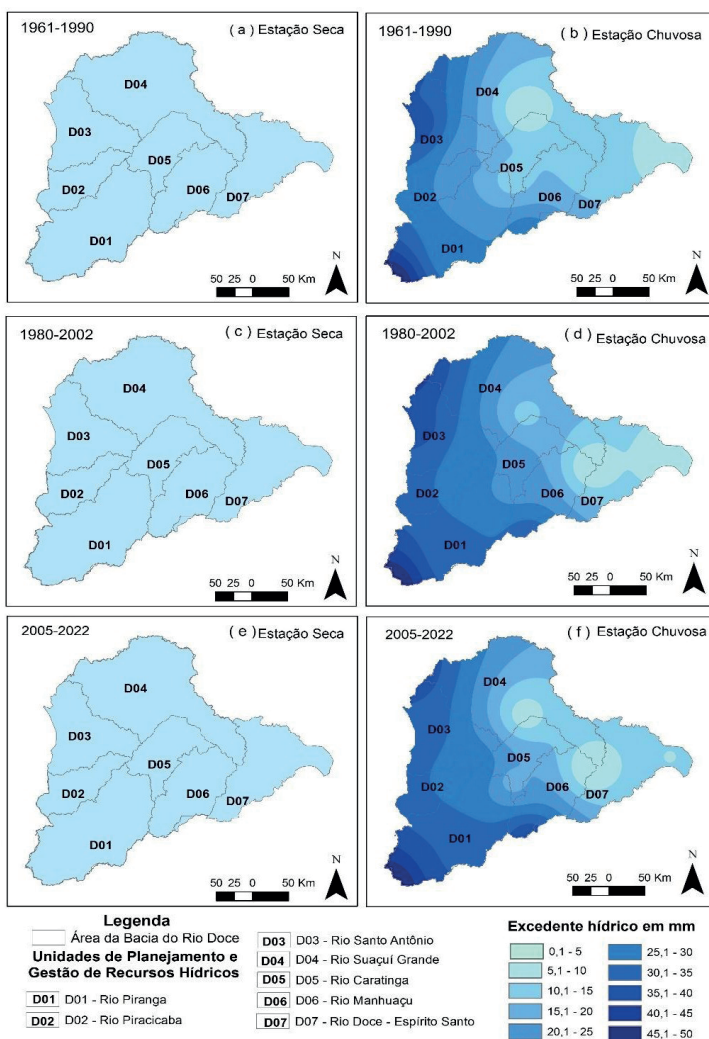 1961-1990
( a ) Estação Seca
D04
D03
D05
D02
D06
D07
D01
N
50 25 0 50 Km
( b ) Estação Chuvosa
1961-1990
D04
D03
D05
D02
D06
D07
D01
N
50 25 0 50 Km
1980-2002
( c ) Estação Seca
D04
D03
D05
D02
D06
D07
D01
N
50 25 0 50 Km
1980-2002
( d ) Estação Chuvosa
D04
D03
D05
D02
D06
D07
D01
N
50 25 0 50 Km
2005-2022
( e ) Estação Seca
D04
D03
D05
D02
D06
D07
D01
N
50 25 0 50 Km
2005-2022
( f ) Estação Chuvosa
D04
D03
D05
D02
D06
D07
D01
N
50 25 0 50 Km
Legenda
Área da Bacia do Rio Doce
Unidades de Planejamento e
Gestão de Recursos Hídricos
D01 D01 - Rio Piranga
D02 D02 - Rio Piracicaba
D03 D03 - Rio Santo Antônio
D04 D04 - Rio Suaçuí Grande
D05 D05 - Rio Caratinga
D06 D06 - Rio Manhuaçu
D07 D07 - Rio Doce - Espírito Santo
Excedente hídrico em mm
0,1 - 5
5,1 - 10
10,1 - 15
15,1 - 20
20,1 - 25
25,1 - 30
30,1 - 35
35,1 - 40
40,1 - 45
45,1 - 50